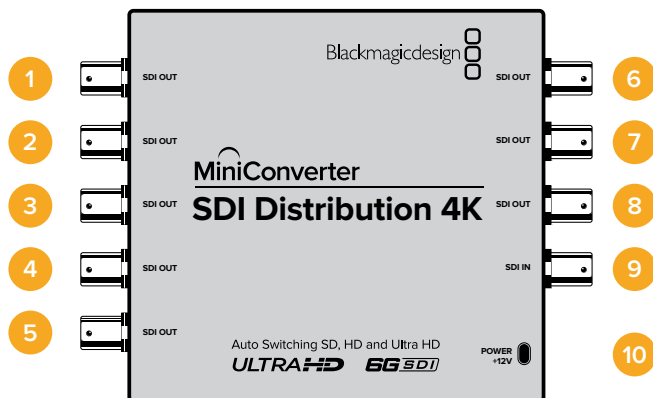 Blackmagicdesign
1 SDI OUT
SDI OUT 6
2 SDI OUT
SDI OUT 7
MiniConverter
3 SDI OUT
SDI Distribution 4K
SDI OUT 8
4 SDI OUT
SDI IN 9
5 SDI OUT
Auto Switching SD, HD and Ultra HD
ULTRA HD 6G SDI
POWER
+12V
10